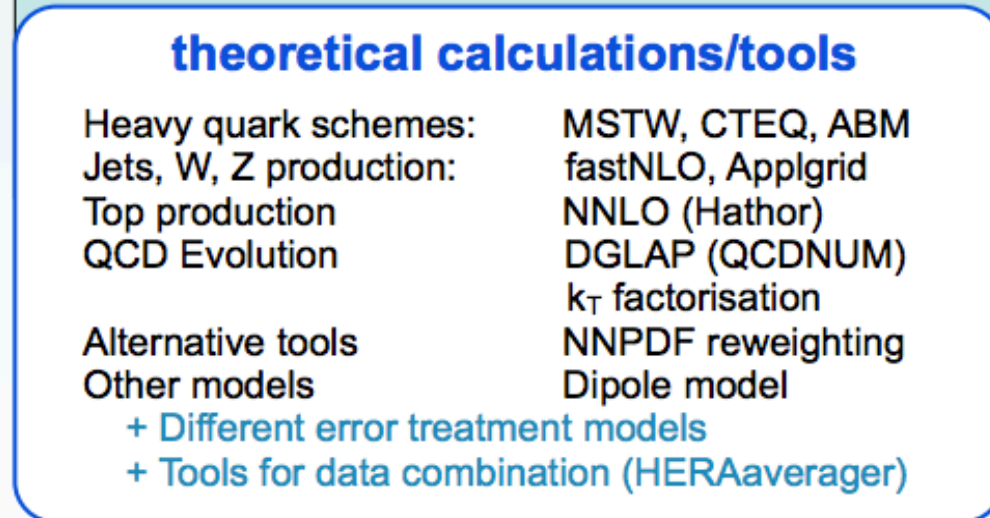 theoretical calculations/tools
Heavy quark schemes: MSTW, CTEQ, ABM
Jets, W, Z production: fastNLO, Applgrid
Top production NNLO (Hathor)
QCD Evolution DGLAP (QCDNUM)
kT factorisation
Alternative tools NNPDF reweighting
Other models Dipole model
+ Different error treatment models
+ Tools for data combination (HERAaverager)